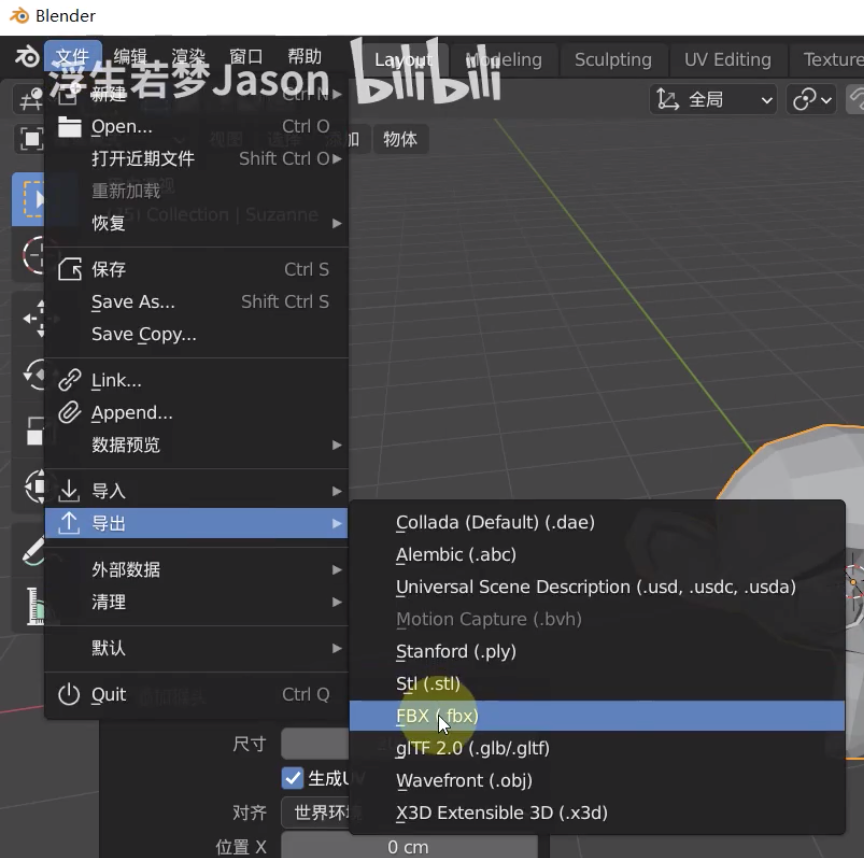 Blender
文件 编辑 渲染 窗口 帮助 Layout Modeling Sculpting UV Editing Texture
浮生若梦Jason bilibili
新建 Ctrl N
全局
Open... Ctrl O
视图 选择 添加 物体
打开近期文件 Shift Ctrl O
重新加载
Collection | Suzanne
恢复
保存 Ctrl S
Save As... Shift Ctrl S
Save Copy...
Link...
Append...
数据预览
导入
导出
Collada (Default) (.dae)
Alembic (.abc)
外部数据
Universal Scene Description (.usd, .usdc, .usda)
清理
Motion Capture (.bvh)
默认
Stanford (.ply)
Stl (.stl)
Quit Ctrl Q
FBX (.fbx)
尺寸
glTF 2.0 (.glb/.gltf)
生成UV
Wavefront (.obj)
对齐 世界环境
X3D Extensible 3D (.x3d)
位置 X 0 cm